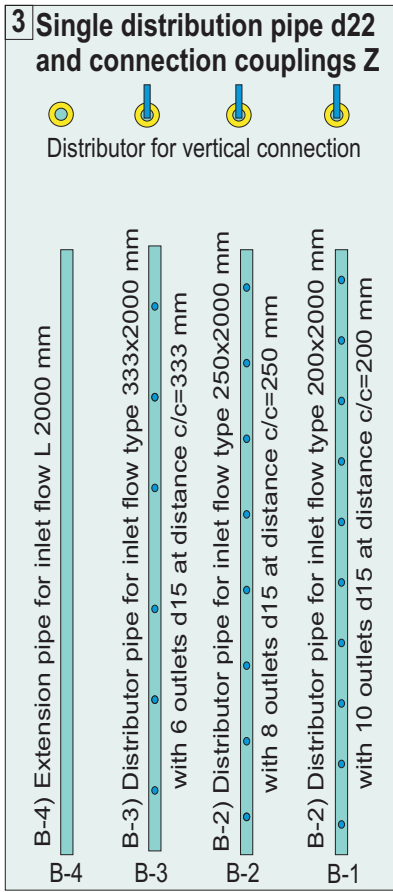 3 Single distribution pipe d22
and connection couplings Z
Distributor for vertical connection
B-4) Extension pipe for inlet flow L 2000 mm
B-3) Distributor pipe for inlet flow type 333x2000 mm
with 6 outlets d15 at distance c/c=333 mm
B-2) Distributor pipe for inlet flow type 250x2000 mm
with 8 outlets d15 at distance c/c=250 mm
B-2) Distributor pipe for inlet flow type 200x2000 mm
with 10 outlets d15 at distance c/c=200 mm
B-4 B-3 B-2 B-1